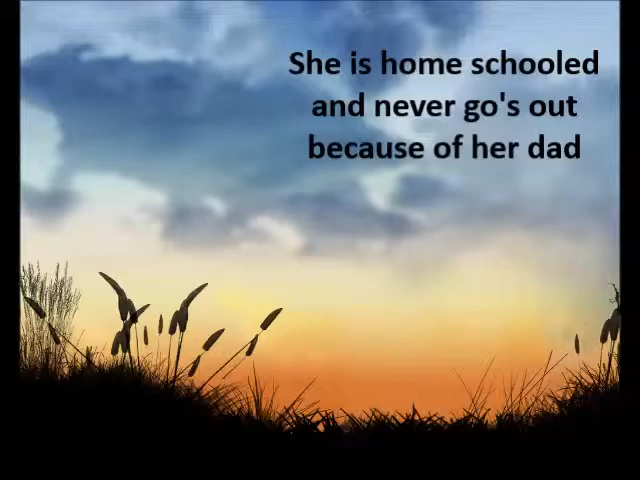 She is home schooled
and never go's out
because of her dad